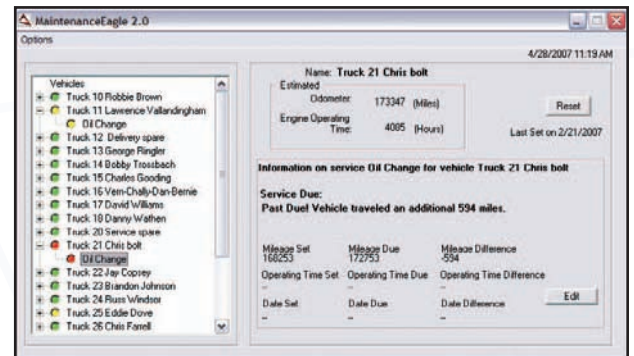 MaintenanceEagle 2.0
Options
4/28/2007 11:19 AM
Vehicles
Truck 10 Robbie Brown
Truck 11 Lawrence Vallandingham
Oil Change
Truck 12 Delivery spare
Truck 13 George Ringler
Truck 14 Bobby Trossbach
Truck 15 Charles Gooding
Truck 16 Vern-Chally-Dan-Bernie
Truck 17 David Williams
Truck 18 Danny Wathen
Truck 20 Service spare
Truck 21 Chris bolt
Oil Change
Truck 22 Jay Copsey
Truck 23 Brandon Johnson
Truck 24 Russ Windsor
Truck 25 Eddie Dove
Truck 26 Chris Farrell
Name: Truck 21 Chris bolt
Estimated
Odometer: 173347 (Miles)
Engine Operating
Time: 4085 (Hours)
Reset
Last Set on 2/21/2007
Information on service Oil Change for vehicle Truck 21 Chris bolt
Service Due:
Past Due! Vehicle traveled an additional 594 miles.
Mileage Set Mileage Due Mileage Difference
168253 172753 -594
Operating Time Set Operating Time Due Operating Time Difference
-- -- --
Date Set Date Due Date Difference
-- -- --
Edit